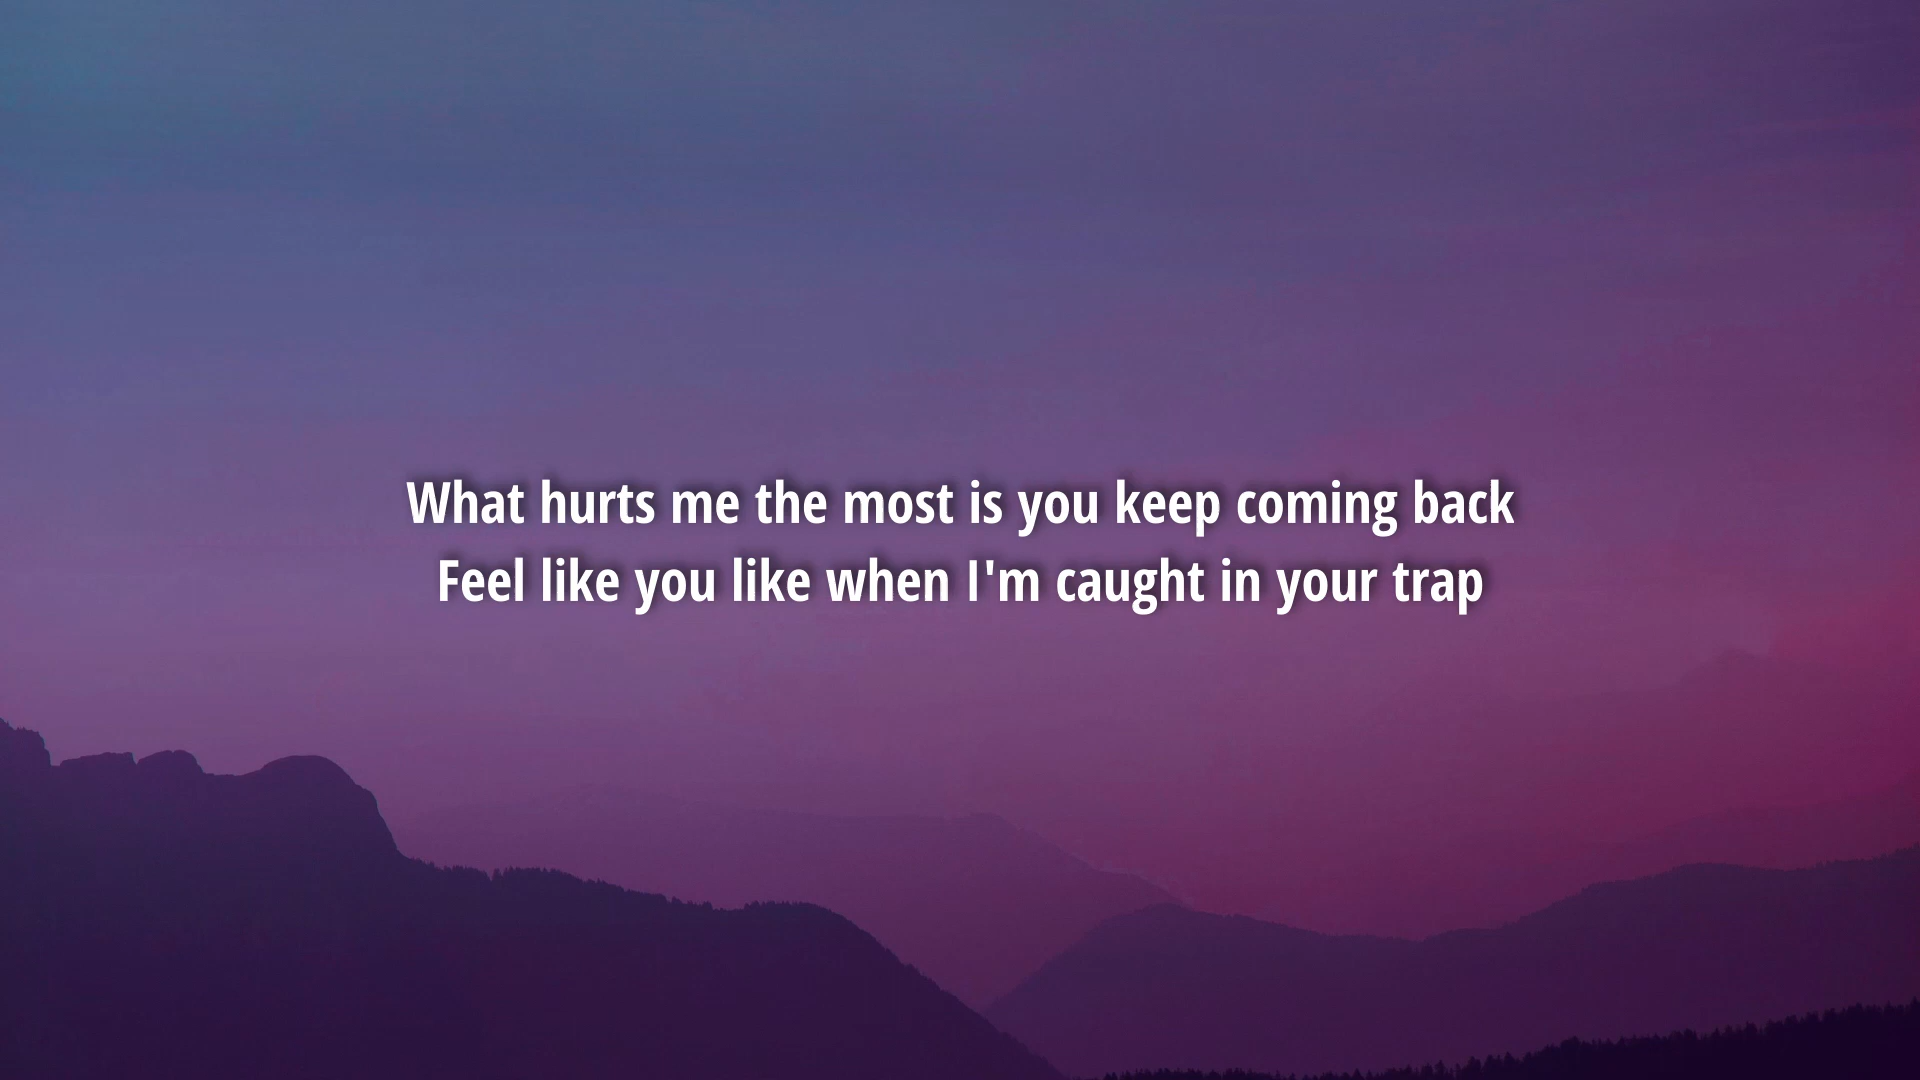 What hurts me the most is you keep coming back
Feel like you like when I'm caught in your trap